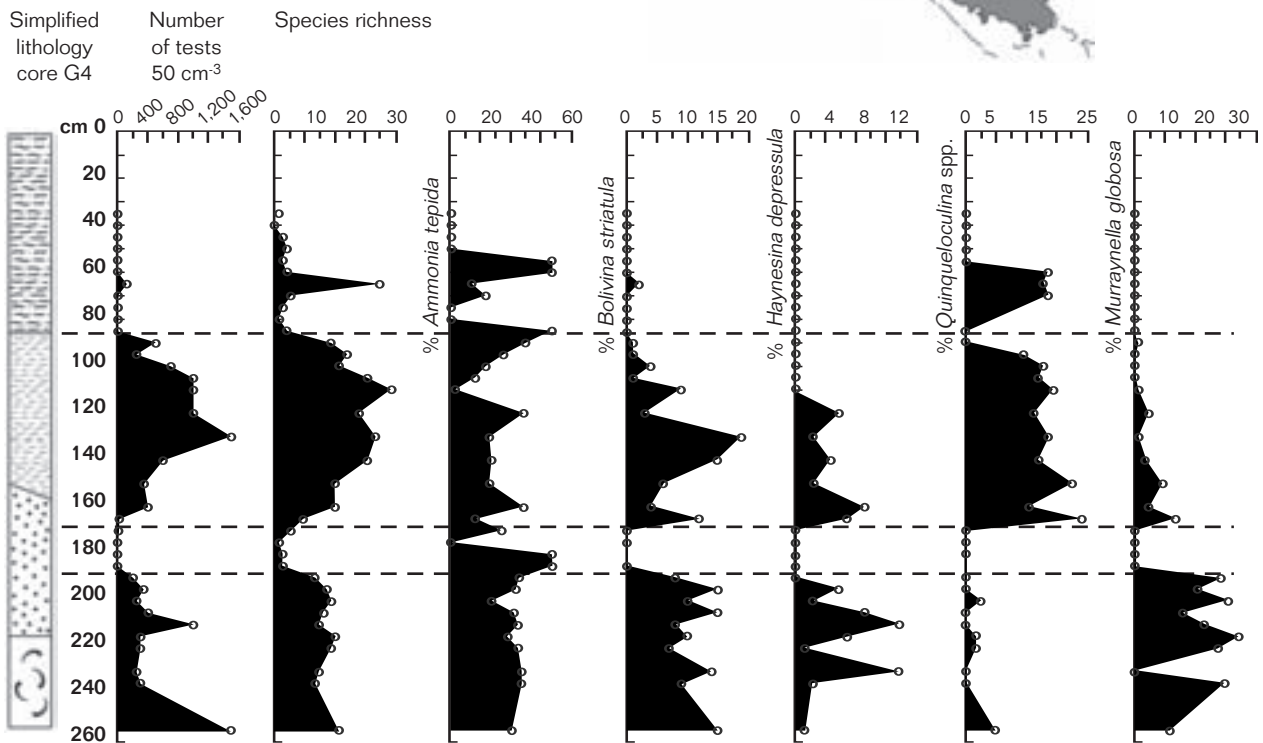 Simplified
lithology
core G4
Number
of tests
50 cm-3
Species richness
0 400 800 1,200 1,600
0 10 20 30
0 20 40 60
0 5 10 15 20
0 4 8 12
0 5 15 25
0 10 20 30
cm 0
20
40
60
80
100
120
140
160
180
200
220
240
260
% Ammonia tepida
% Bolivina striatula
% Haynesina depressula
% Quinqueloculina spp.
% Murraynella globosa